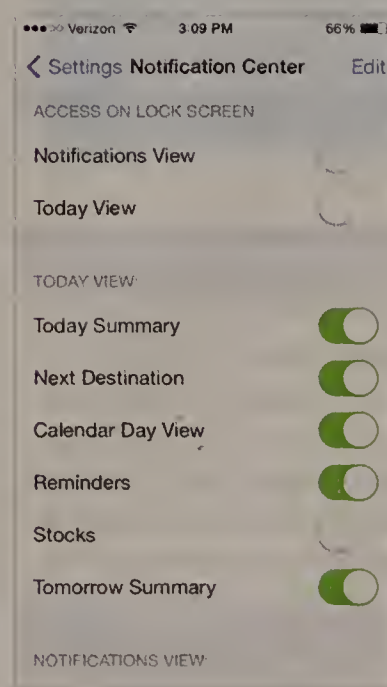 Verizon 3:09 PM 66%
Settings Notification Center Edit
ACCESS ON LOCK SCREEN
Notifications View
Today View
TODAY VIEW:
Today Summary
Next Destination
Calendar Day View
Reminders
Stocks
Tomorrow Summary
NOTIFICATIONS VIEW: